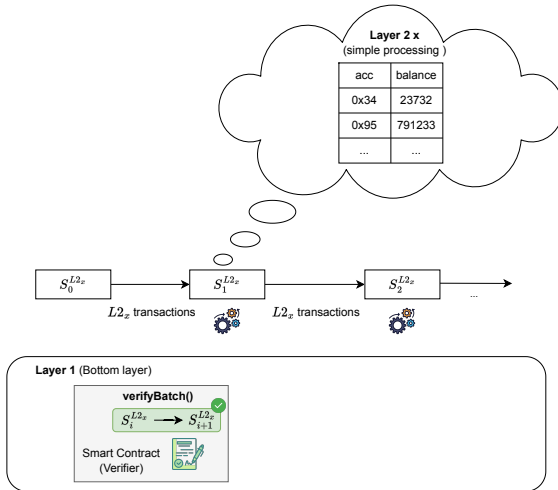 Layer 2 x
(simple processing )
acc balance
0x34 23732
0x95 791233
... ...
$S_0^{L2_x}$ $S_1^{L2_x}$ $S_2^{L2_x}$ ...
$L2_x$ transactions $L2_x$ transactions
Layer 1 (Bottom layer)
verifyBatch()
$S_i^{L2_x}$ ⟶ $S_{i+1}^{L2_x}$
Smart Contract
(Verifier)